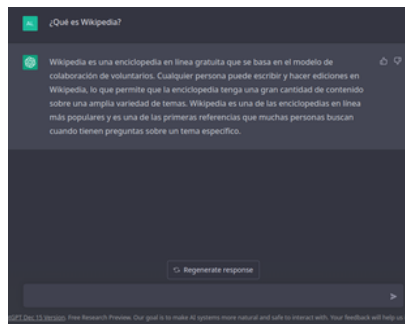 AL
¿Qué es Wikipedia?
Wikipedia es una enciclopedia en línea gratuita que se basa en el modelo de
colaboración de voluntarios. Cualquier persona puede escribir y hacer ediciones en
Wikipedia, lo que permite que la enciclopedia tenga una gran cantidad de contenido
sobre una amplia variedad de temas. Wikipedia es una de las enciclopedias en línea
más populares y es una de las primeras referencias que muchas personas buscan
cuando tienen preguntas sobre un tema específico.
Regenerate response
GPT Dec 15 Version. Free Research Preview. Our goal is to make AI systems more natural and safe to interact with. Your feedback will help us